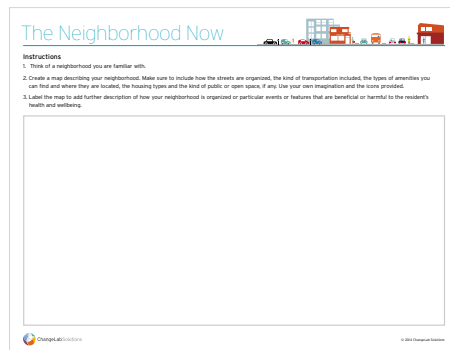 The Neighborhood Now
Instructions
1. Think of a neighborhood you are familiar with.
2. Create a map describing your neighborhood. Make sure to include how the streets are organized, the kind of transportation included, the types of amenities you
can find and where they are located, the housing types and the kind of public or open space, if any. Use your own imagination and the icons provided.
3. Label the map to add further description of how your neighborhood is organized or particular events or features that are beneficial or harmful to the resident's
health and wellbeing.
ChangeLabSolutions
© 2014 ChangeLab Solutions